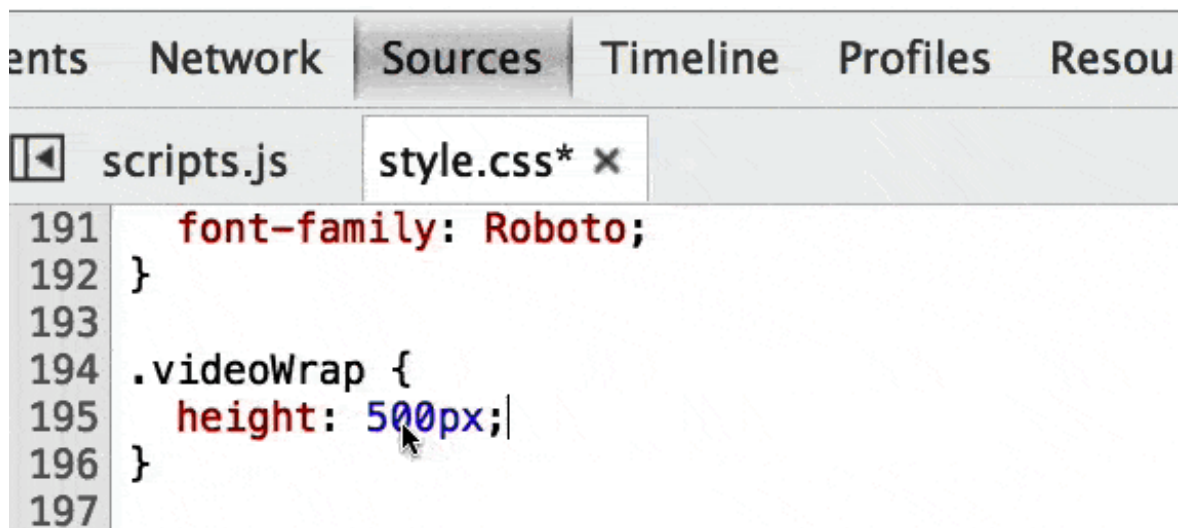 ents Network Sources Timeline Profiles Resou
scripts.js style.css* ×
191 font-family: Roboto;
192 }
193
194 .videoWrap {
195 height: 500px;
196 }
197